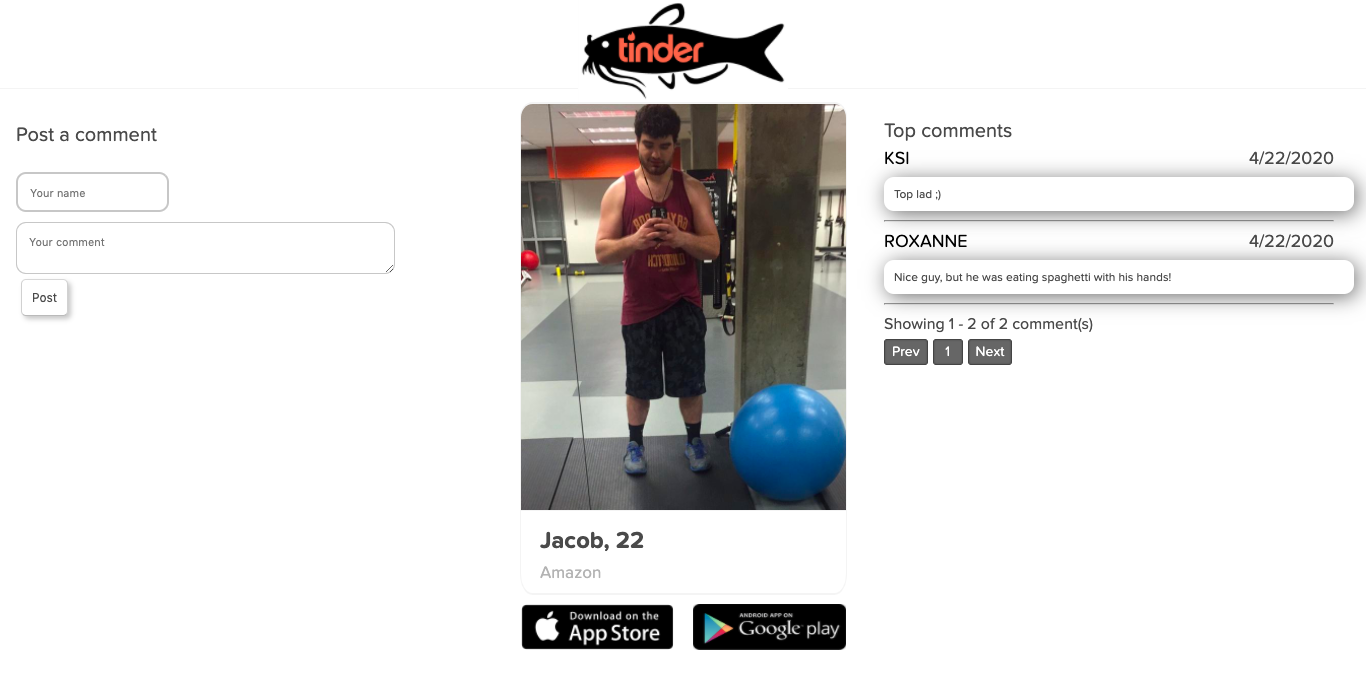 tinder
Post a comment
Your name
Your comment
Post
Jacob, 22
Amazon
Download on the
App Store
ANDROID APP ON
Google play
Top comments
KSI 4/22/2020
Top lad ;)
ROXANNE 4/22/2020
Nice guy, but he was eating spaghetti with his hands!
Showing 1 - 2 of 2 comment(s)
Prev 1 Next